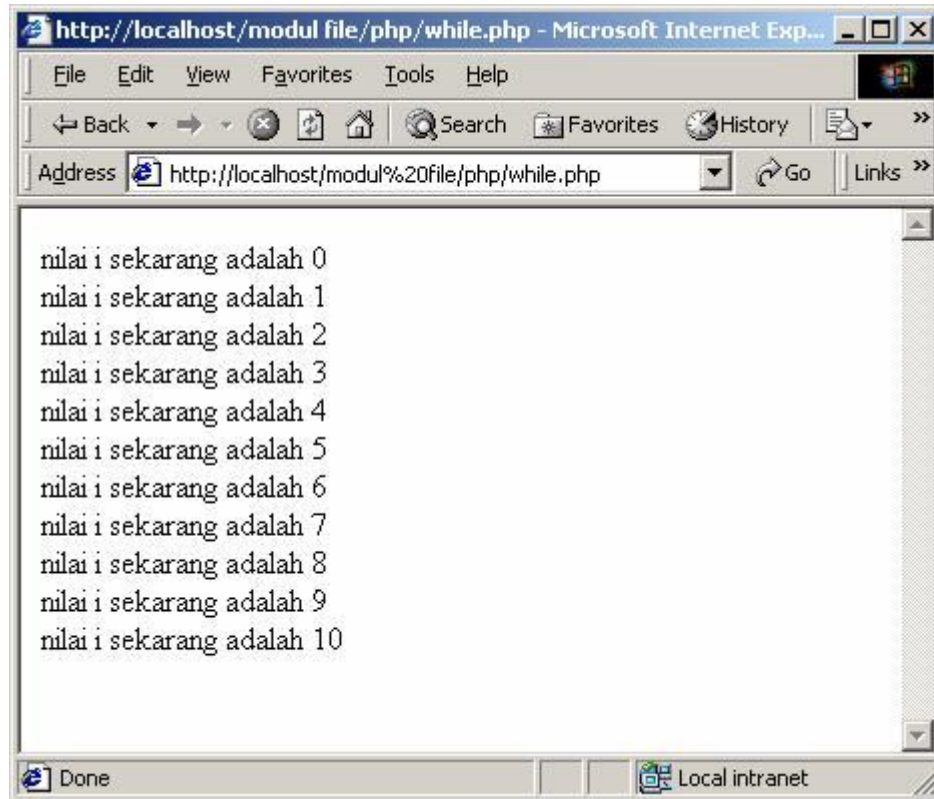 http://localhost/modul file/php/while.php - Microsoft Internet Exp...
File Edit View Favorites Tools Help
Back Search Favorites History »
Address http://localhost/modul%20file/php/while.php Go Links »
nilai i sekarang adalah 0
nilai i sekarang adalah 1
nilai i sekarang adalah 2
nilai i sekarang adalah 3
nilai i sekarang adalah 4
nilai i sekarang adalah 5
nilai i sekarang adalah 6
nilai i sekarang adalah 7
nilai i sekarang adalah 8
nilai i sekarang adalah 9
nilai i sekarang adalah 10
Done Local intranet